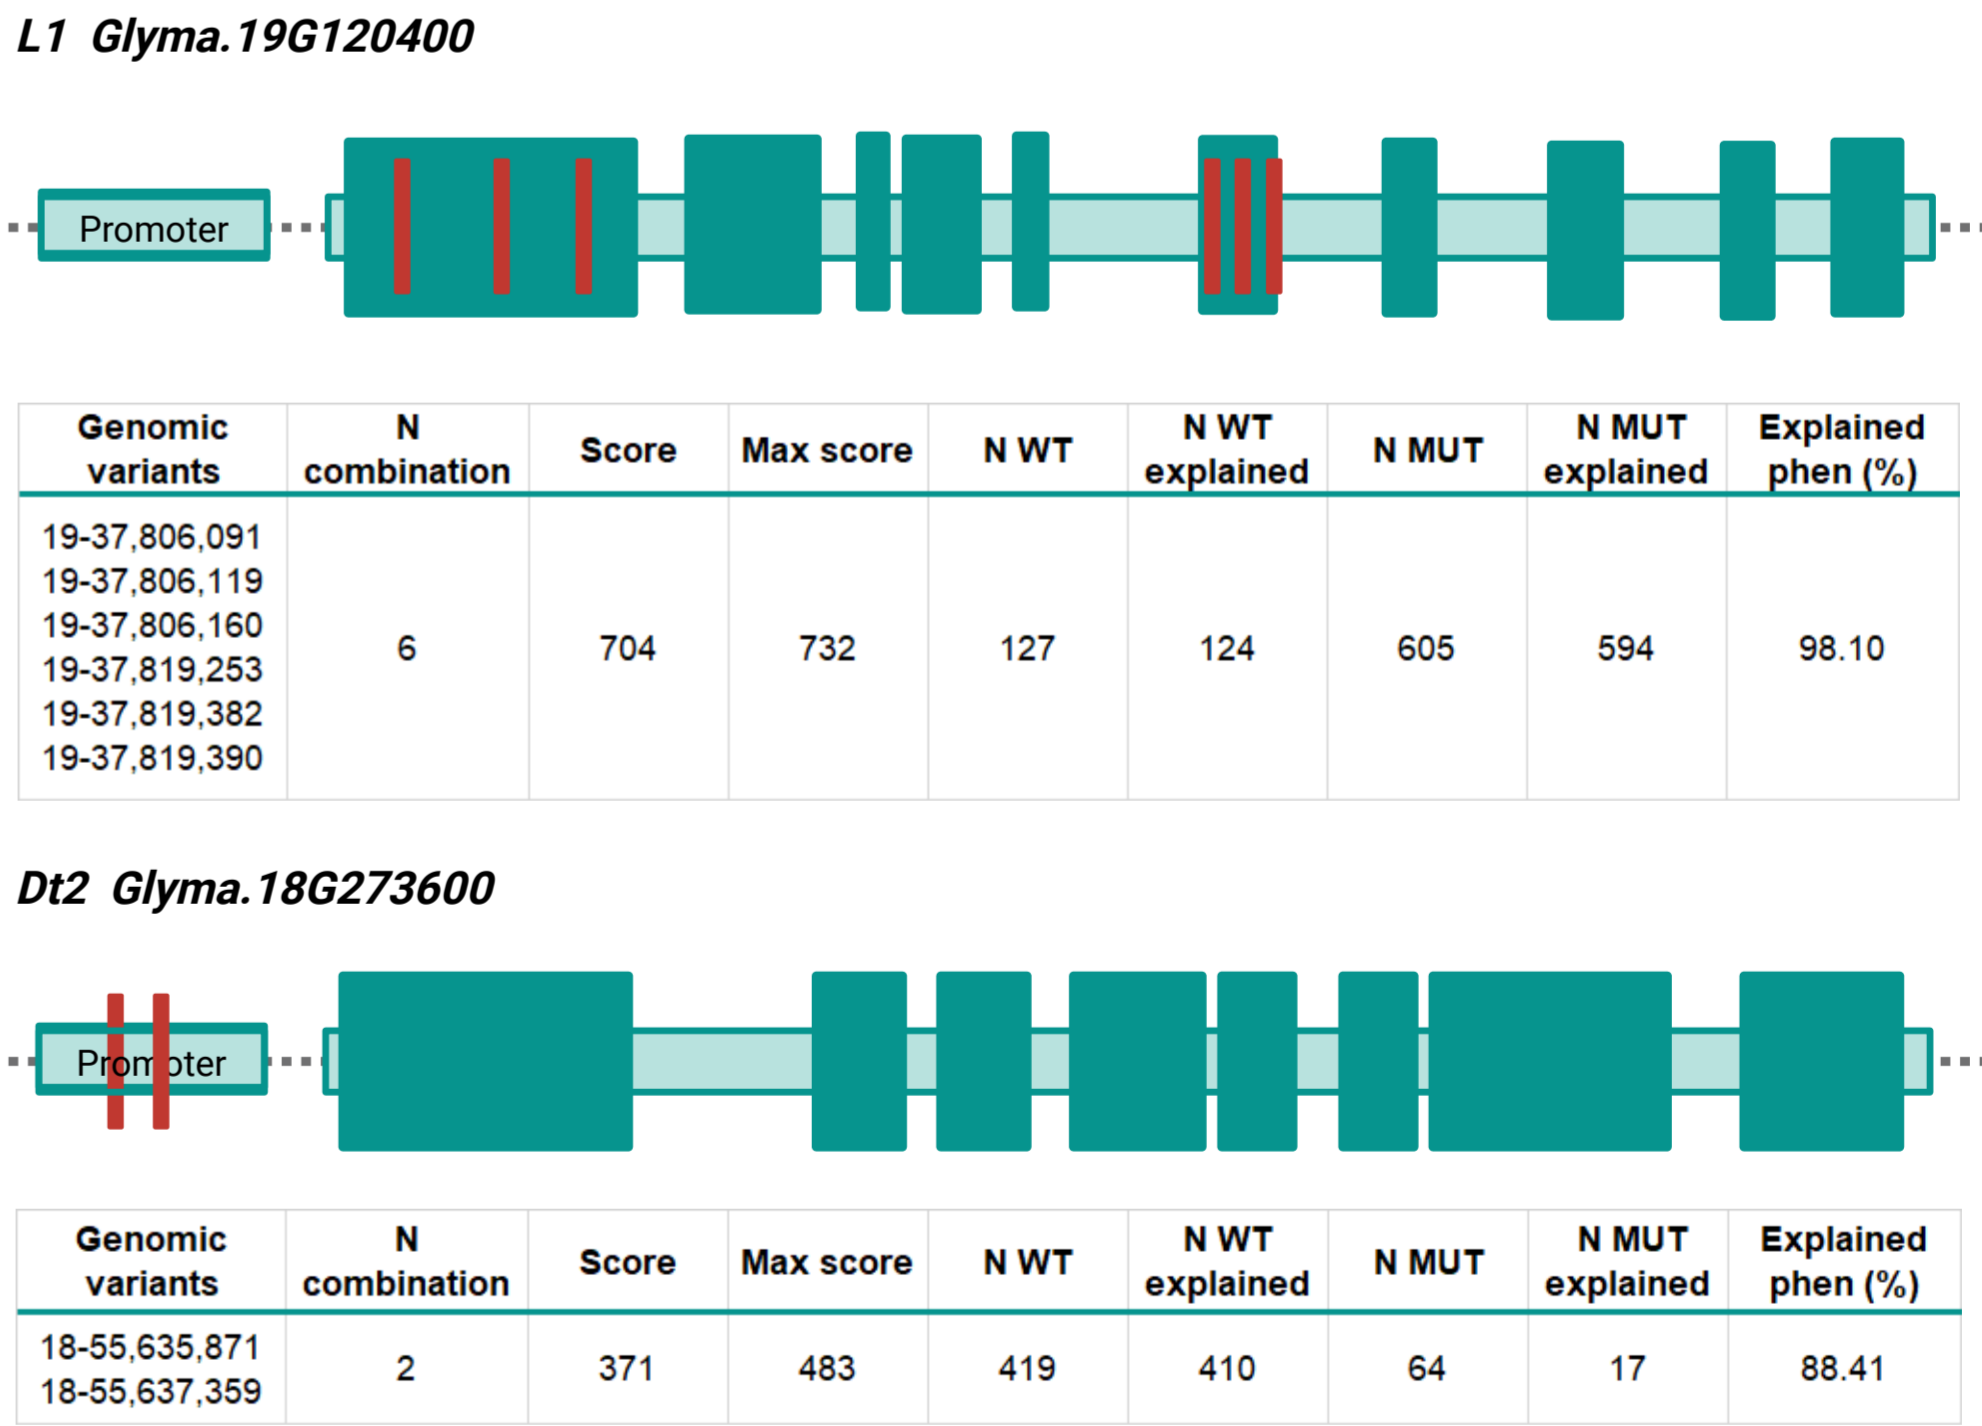 L1 Glyma.19G120400
Promoter
Genomic variants
N combination
Score
Max score
N WT
N WT explained
N MUT
N MUT explained
Explained phen (%)
19-37,806,091
19-37,806,119
19-37,806,160
19-37,819,253
19-37,819,382
19-37,819,390
6
704
732
127
124
605
594
98.10
Dt2 Glyma.18G273600
Promoter
Genomic variants
N combination
Score
Max score
N WT
N WT explained
N MUT
N MUT explained
Explained phen (%)
18-55,635,871
18-55,637,359
2
371
483
419
410
64
17
88.41